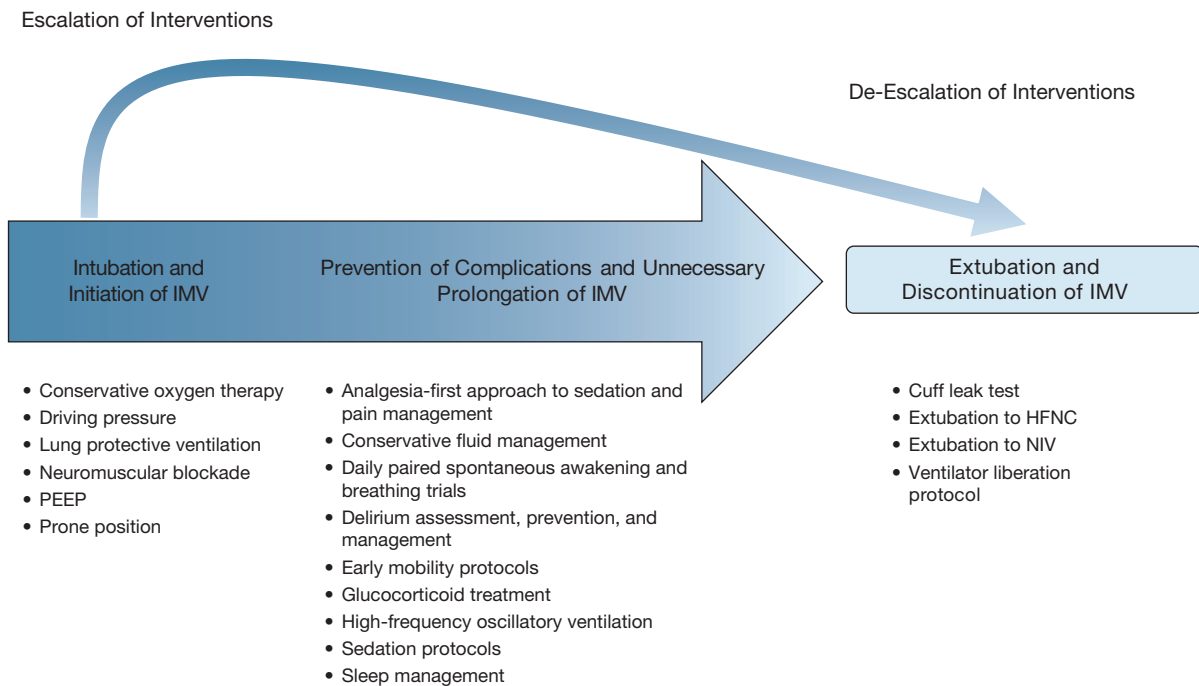 Escalation of Interventions
De-Escalation of Interventions
Intubation and
Initiation of IMV
Prevention of Complications and Unnecessary
Prolongation of IMV
Extubation and
Discontinuation of IMV
• Conservative oxygen therapy
• Driving pressure
• Lung protective ventilation
• Neuromuscular blockade
• PEEP
• Prone position
• Analgesia-first approach to sedation and
pain management
• Conservative fluid management
• Daily paired spontaneous awakening and
breathing trials
• Delirium assessment, prevention, and
management
• Early mobility protocols
• Glucocorticoid treatment
• High-frequency oscillatory ventilation
• Sedation protocols
• Sleep management
• Cuff leak test
• Extubation to HFNC
• Extubation to NIV
• Ventilator liberation
protocol